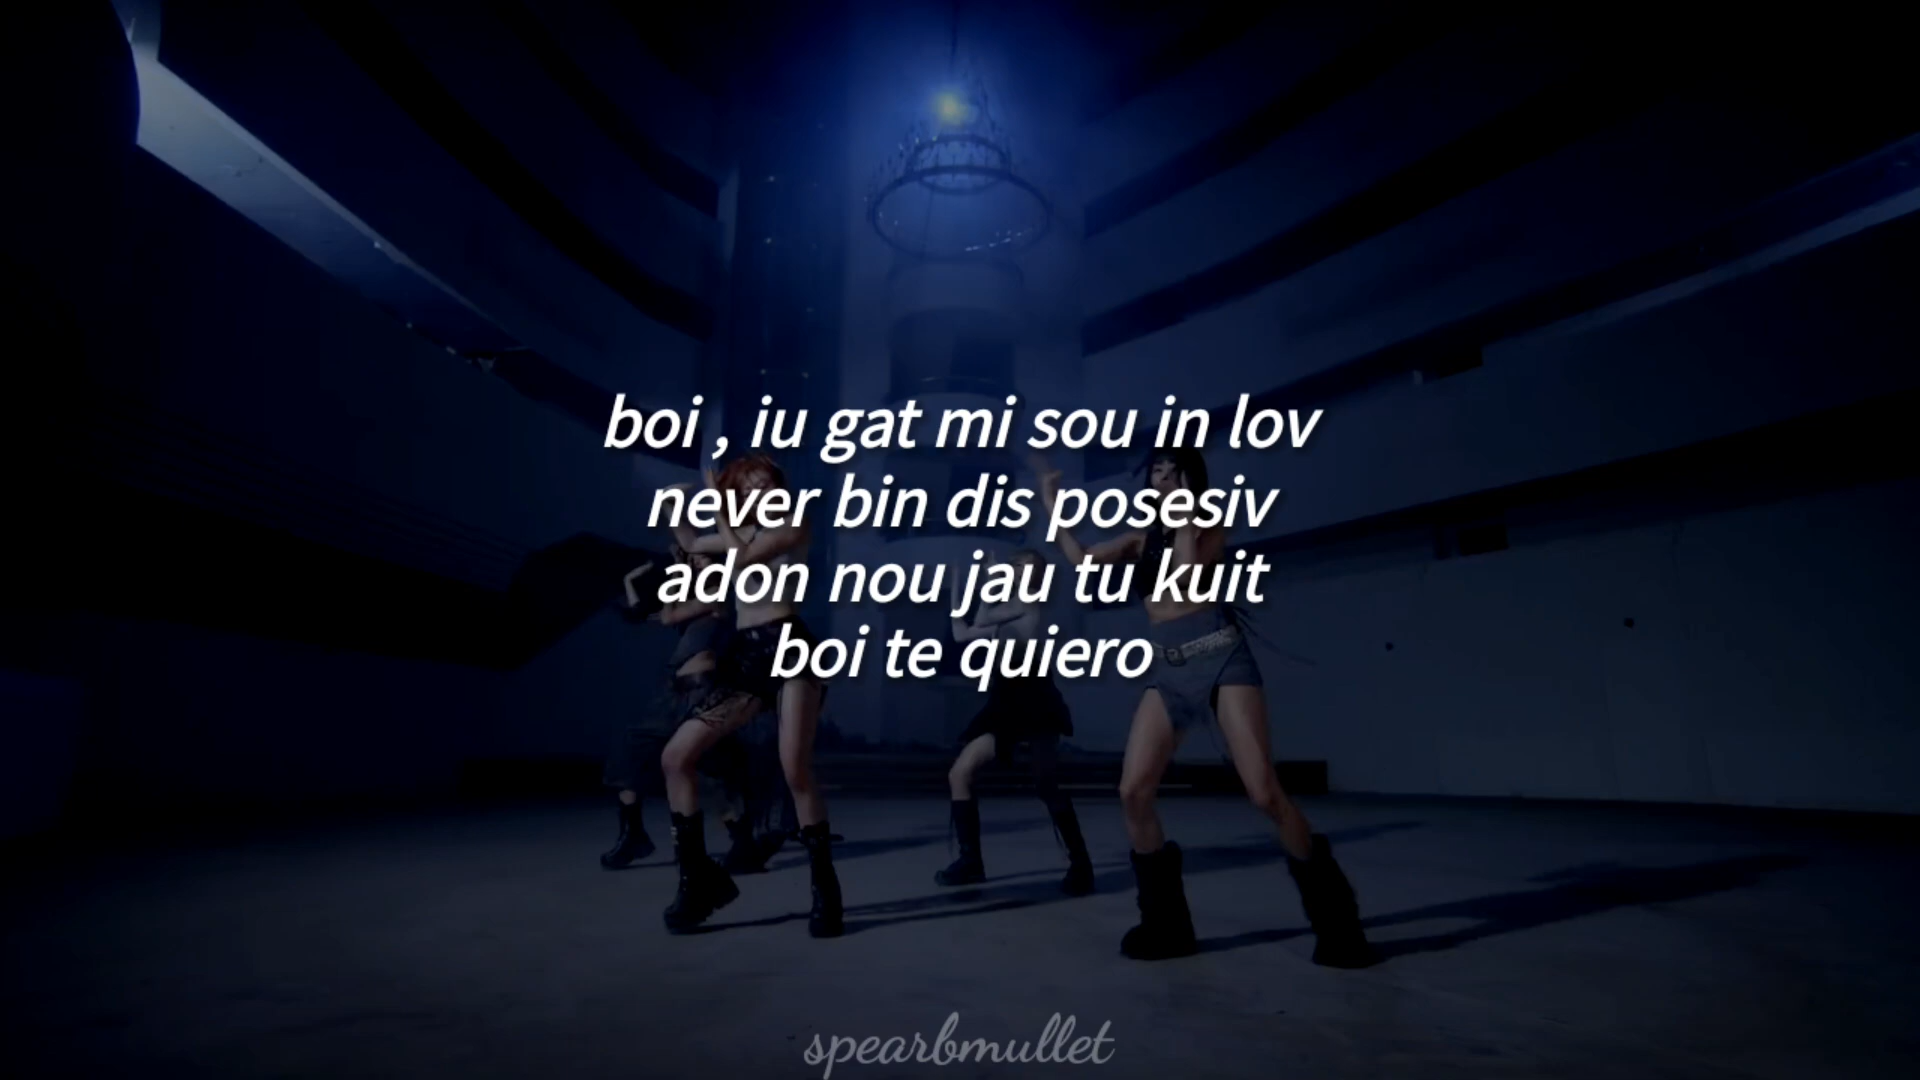 boi , iu gat mi sou in lov
never bin dis posesiv
adon nou jau tu kuit
boi te quiero
spearbmullet